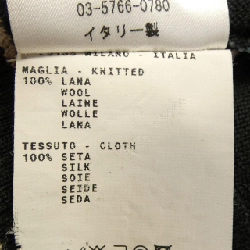 03-5766-0780
イタリー製
MILANO - ITALIA
MAGLIA - KNITTED
100% LANA
WOOL
LAINE
WOLLE
LANA
TESSUTO - CLOTH
100% SETA
SILK
SOIE
SEIDE
SEDA